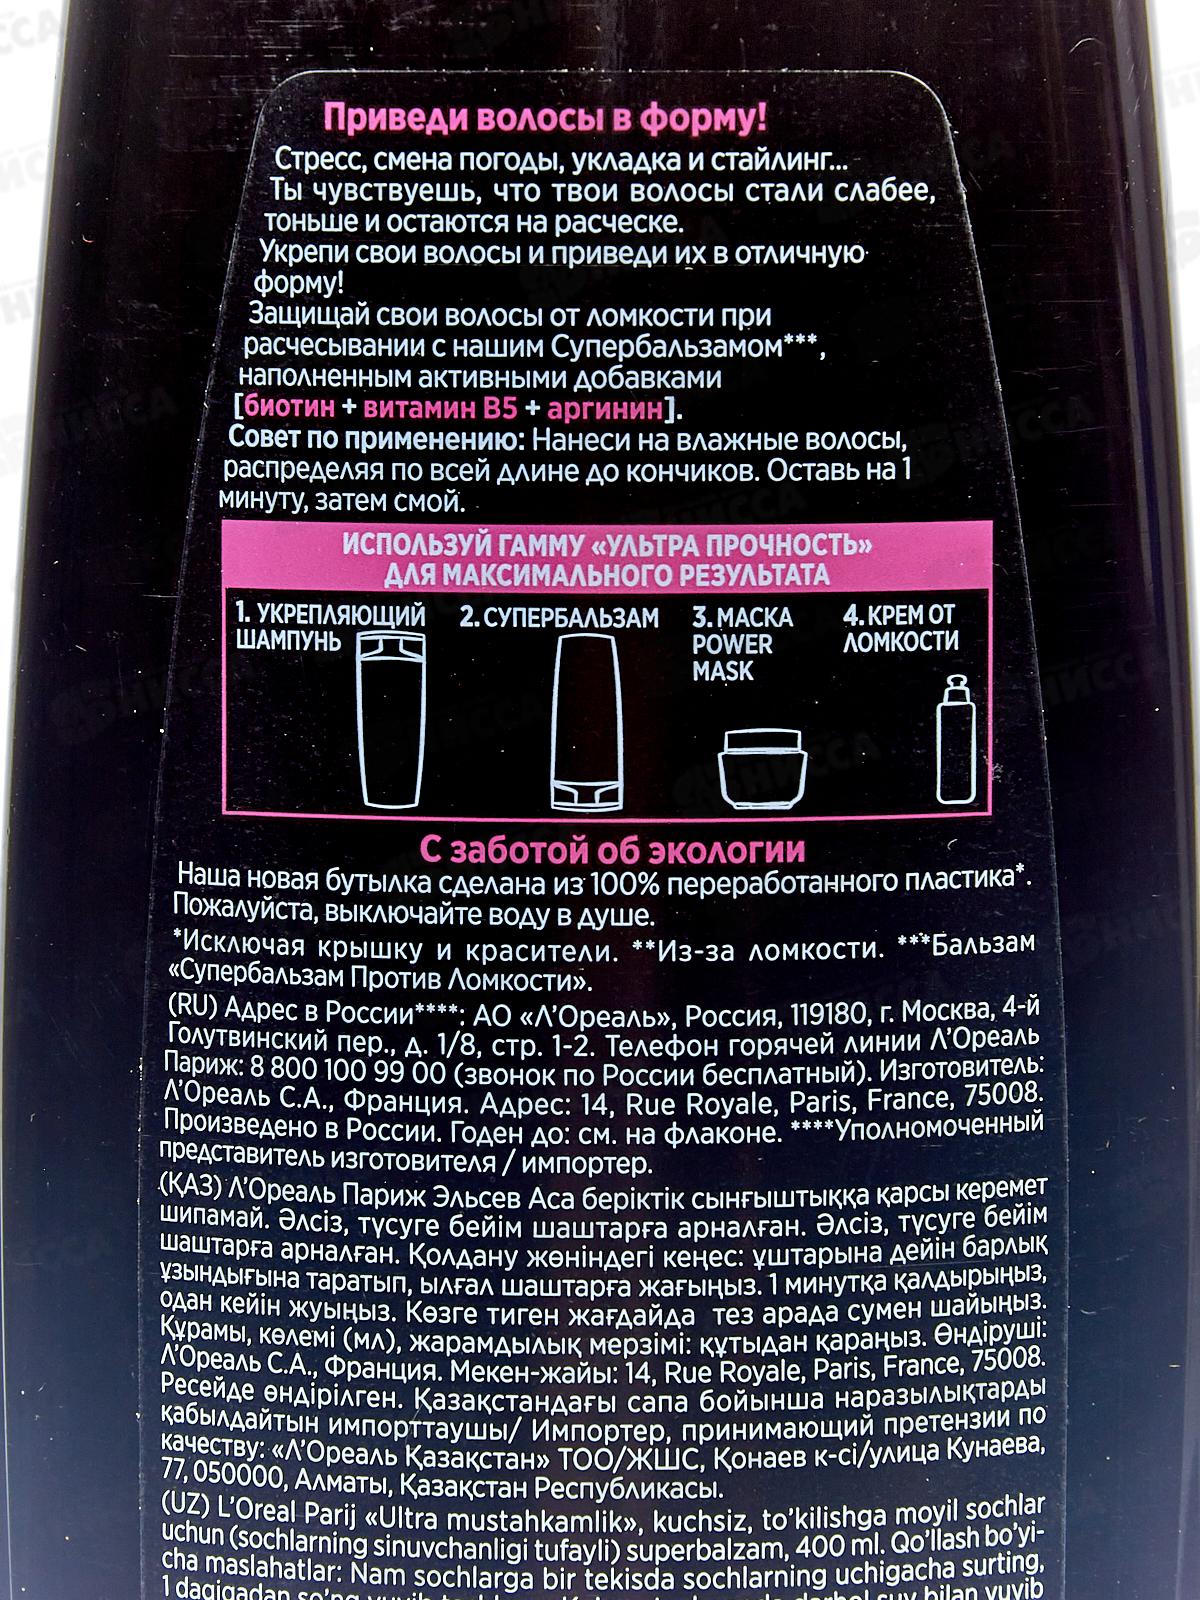 Приведи волосы в форму!
Стресс, смена погоды, укладка и стайлинг...
Ты чувствуешь, что твои волосы стали слабее,
тоньше и остаются на расческе.
Укрепи свои волосы и приведи их в отличную
форму!
Защищай свои волосы от ломкости при
расчесывании с нашим Супербальзамом***,
наполненным активными добавками
[биотин + витамин B5 + аргинин].
Совет по применению: Нанеси на влажные волосы,
распределяя по всей длине до кончиков. Оставь на 1
минуту, затем смой.
ИСПОЛЬЗУЙ ГАММУ «УЛЬТРА ПРОЧНОСТЬ»
ДЛЯ МАКСИМАЛЬНОГО РЕЗУЛЬТАТА
1. УКРЕПЛЯЮЩИЙ
ШАМПУНЬ
2. СУПЕРБАЛЬЗАМ
3. МАСКА
POWER
MASK
4. КРЕМ ОТ
ЛОМКОСТИ
С заботой об экологии
Наша новая бутылка сделана из 100% переработанного пластика*.
Пожалуйста, выключайте воду в душе.
*Исключая крышку и красители. **Из-за ломкости. ***Бальзам
«Супербальзам Против Ломкости».
(RU) Адрес в России****: АО «Л'Ореаль», Россия, 119180, г. Москва, 4-й
Голутвинский пер., д. 1/8, стр. 1-2. Телефон горячей линии Л'Ореаль
Париж: 8 800 100 99 00 (звонок по России бесплатный). Изготовитель:
Л'Ореаль С.А., Франция. Адрес: 14, Rue Royale, Paris, France, 75008.
Произведено в России. Годен до: см. на флаконе. ****Уполномоченный
представитель изготовителя / импортер.
(ҚАЗ) Л'Ореаль Париж Эльсев Аса беріктік сынғыштыққа қарсы керемет
шипамай. Әлсіз, түсуге бейім шаштарға арналған. Әлсіз, түсуге бейім
шаштарға арналған. Қолдану жөніндегі кеңес: ұштарына дейін барлық
ұзындығына таратып, ылғал шаштарға жағыңыз. 1 минутқа қалдырыңыз,
одан кейін жуыңыз. Көзге тиген жағдайда тез арада сумен шайыңыз.
Құрамы, көлемі (мл), жарамдылық мерзімі: құтыдан қараңыз. Өндіруші:
Л'Ореаль С.А., Франция. Мекен-жайы: 14, Rue Royale, Paris, France, 75008.
Ресейде өндірілген. Қазақстандағы сапа бойынша наразылықтарды
қабылдайтын импорттаушы/ Импортер, принимающий претензии по
качеству: «Л'Ореаль Қазақстан» ТОО/ЖШС, Қонаев к-сі/улица Кунаева,
77, 050000, Алматы, Қазақстан Республикасы.
(UZ) L'Oreal Parij «Ultra mustahkamlik», kuchsiz, to'kilishga moyil sochlar
uchun (sochlarning sinuvchanligi tufayli) superbalzam, 400 ml. Qo'llash bo'yi-
cha maslahatlar: Nam sochlarga bir tekisda sochlarning uchigacha surting,
1 daqiqadan so'ng yuvib
darhol suv bilan yuvib